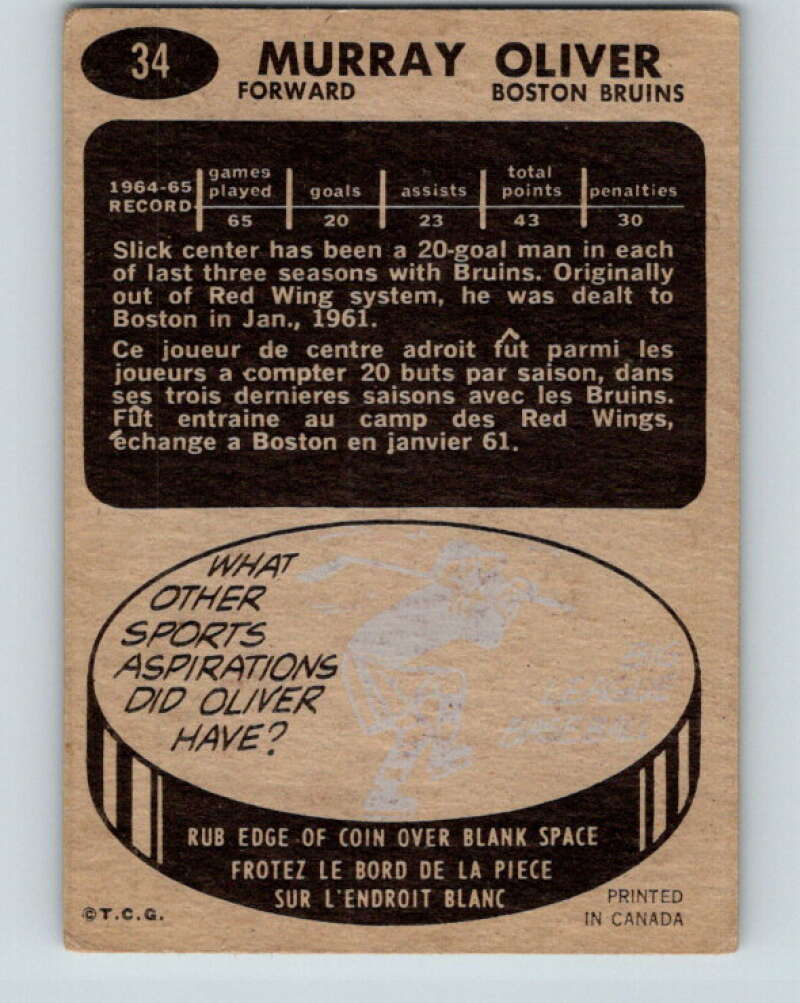 34
MURRAY OLIVER
FORWARD
BOSTON BRUINS
1964-65 RECORD
games played
goals
assists
total points
penalties
65
20
23
43
30
Slick center has been a 20-goal man in each
of last three seasons with Bruins. Originally
out of Red Wing system, he was dealt to
Boston in Jan., 1961.
Ce joueur de centre adroit fût parmi les
joueurs a compter 20 buts par saison, dans
ses trois dernieres saisons avec les Bruins.
Fût entraine au camp des Red Wings,
échange a Boston en janvier 61.
WHAT
OTHER
SPORTS
ASPIRATIONS
DID OLIVER
HAVE?
BIG
LEAGUE
BASEBALL
RUB EDGE OF COIN OVER BLANK SPACE
FROTEZ LE BORD DE LA PIECE
SUR L'ENDROIT BLANC
©T.C.G.
PRINTED
IN CANADA